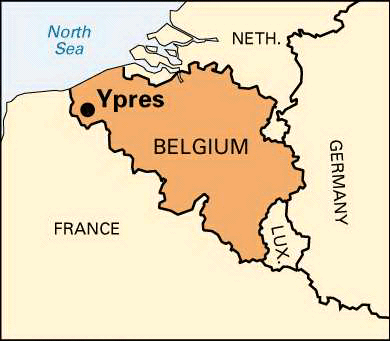 North
Sea
NETH.
Ypres
BELGIUM
GERMANY
FRANCE
LUX.